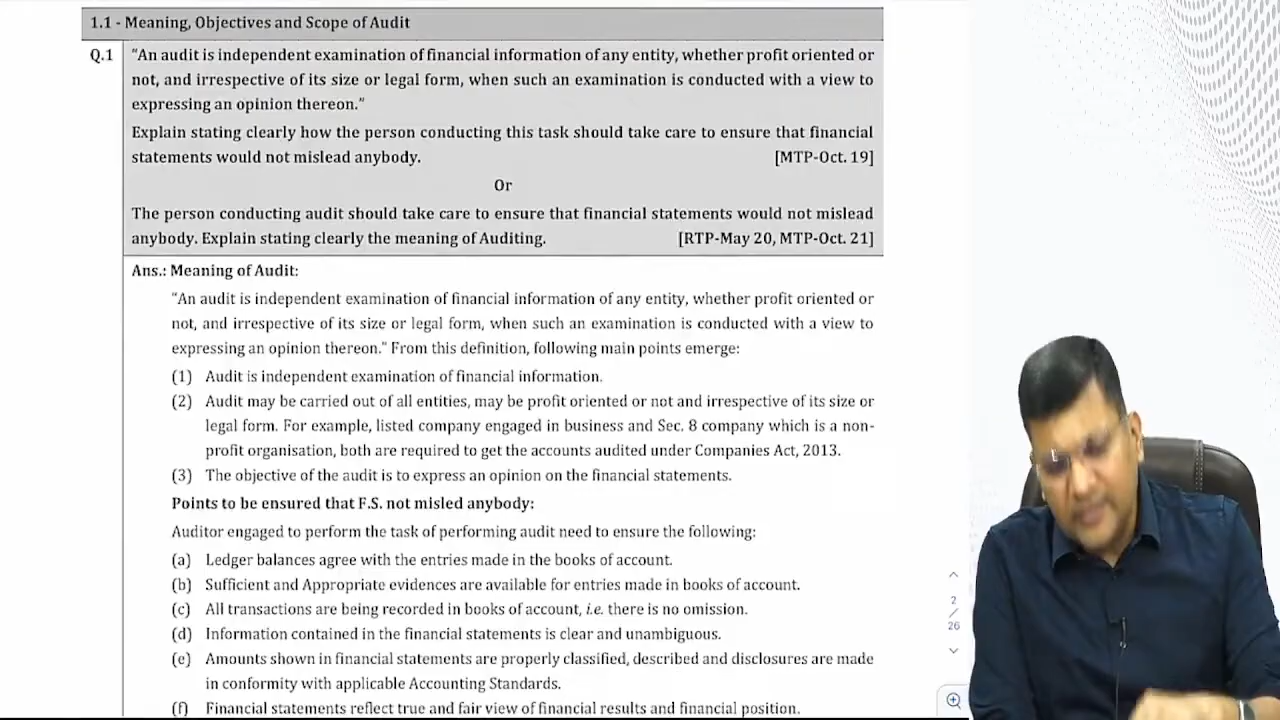 1.1 - Meaning, Objectives and Scope of Audit
Q.1 "An audit is independent examination of financial information of any entity, whether profit oriented or
not, and irrespective of its size or legal form, when such an examination is conducted with a view to
expressing an opinion thereon."
Explain stating clearly how the person conducting this task should take care to ensure that financial
statements would not mislead anybody. [MTP-Oct. 19]
Or
The person conducting audit should take care to ensure that financial statements would not mislead
anybody. Explain stating clearly the meaning of Auditing. [RTP-May 20, MTP-Oct. 21]
Ans.: Meaning of Audit:
"An audit is independent examination of financial information of any entity, whether profit oriented or
not, and irrespective of its size or legal form, when such an examination is conducted with a view to
expressing an opinion thereon." From this definition, following main points emerge:
(1) Audit is independent examination of financial information.
(2) Audit may be carried out of all entities, may be profit oriented or not and irrespective of its size or
legal form. For example, listed company engaged in business and Sec. 8 company which is a non-
profit organisation, both are required to get the accounts audited under Companies Act, 2013.
(3) The objective of the audit is to express an opinion on the financial statements.
Points to be ensured that F.S. not misled anybody:
Auditor engaged to perform the task of performing audit need to ensure the following:
(a) Ledger balances agree with the entries made in the books of account.
(b) Sufficient and Appropriate evidences are available for entries made in books of account.
(c) All transactions are being recorded in books of account, i.e. there is no omission.
(d) Information contained in the financial statements is clear and unambiguous.
(e) Amounts shown in financial statements are properly classified, described and disclosures are made
in conformity with applicable Accounting Standards.
(f) Financial statements reflect true and fair view of financial results and financial position.
2
/
26